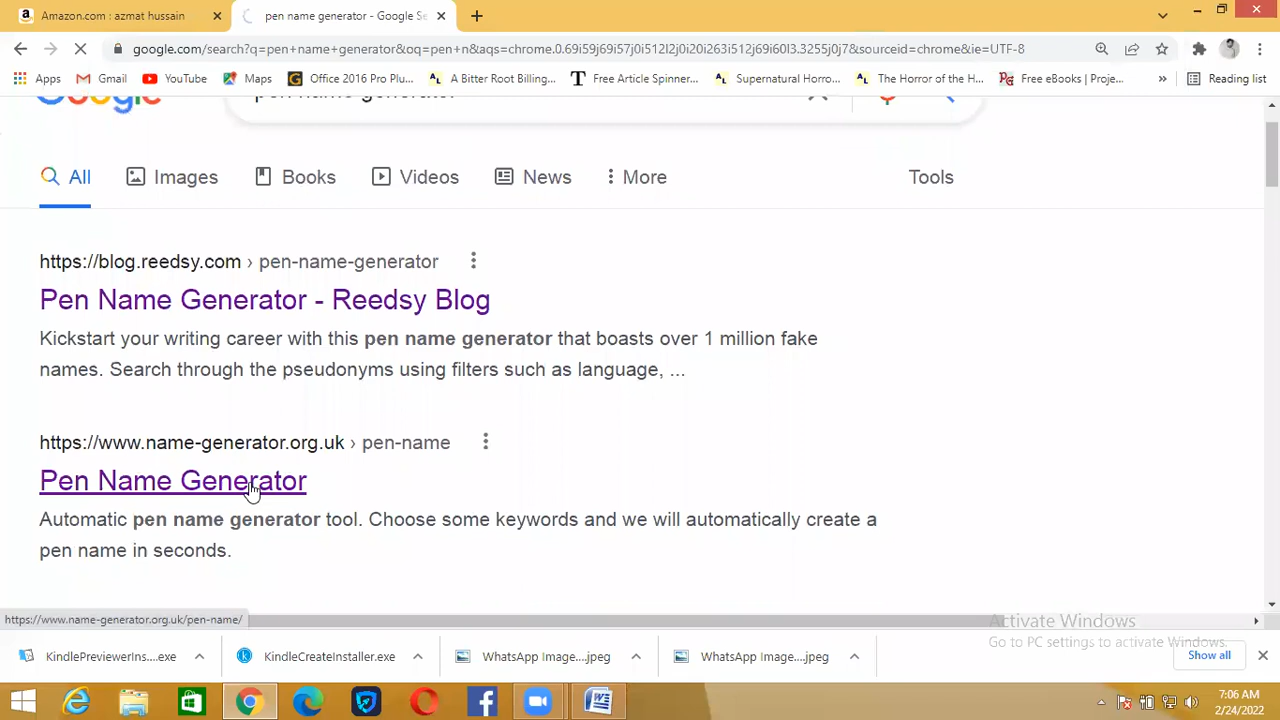 Amazon.com : azmat hussain
pen name generator - Google Se
google.com/search?q=pen+name+generator&oq=pen+n&aqs=chrome.0.69i59j69i57j0i512l2j0i20i263i512j69i60l3.3255j0j7&sourceid=chrome&ie=UTF-8
Apps
Gmail
YouTube
Maps
Office 2016 Pro Plu...
A Bitter Root Billing...
Free Article Spinner...
Supernatural Horro...
The Horror of the H...
Free eBooks | Proje...
Reading list
Google
pen name generator
All
Images
Books
Videos
News
More
Tools
https://blog.reedsy.com › pen-name-generator
Pen Name Generator - Reedsy Blog
Kickstart your writing career with this pen name generator that boasts over 1 million fake
names. Search through the pseudonyms using filters such as language, ...
https://www.name-generator.org.uk › pen-name
Pen Name Generator
Automatic pen name generator tool. Choose some keywords and we will automatically create a
pen name in seconds.
https://www.name-generator.org.uk/pen-name/
Activate Windows
Go to PC settings to activate Windows.
KindlePreviewerIns....exe
KindleCreateInstaller.exe
WhatApp Image....jpeg
WhatsApp Image....jpeg
Show all
7:06 AM
2/24/2022